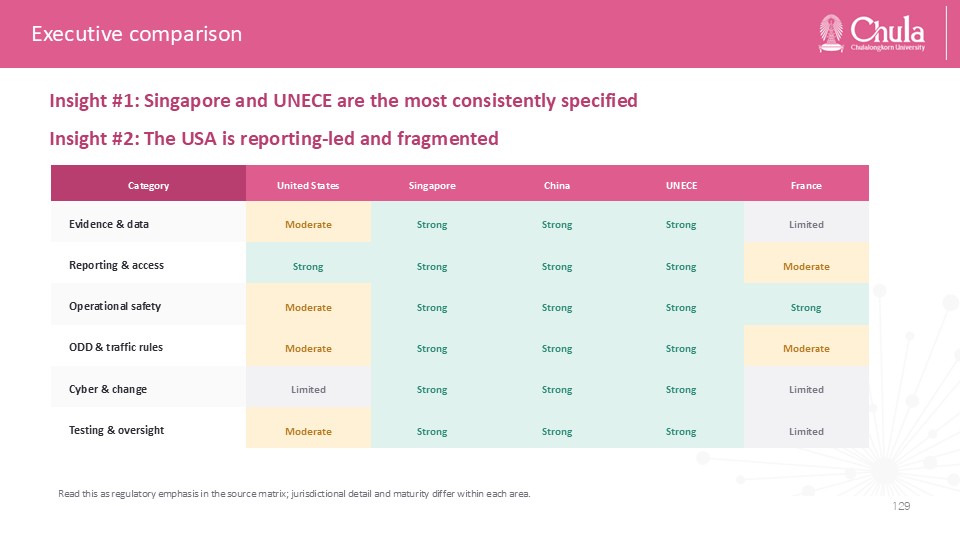 Executive comparison
Chula
Chulalongkorn University
Insight #1: Singapore and UNECE are the most consistently specified
Insight #2: The USA is reporting-led and fragmented
Category United States Singapore China UNECE France
Evidence & data Moderate Strong Strong Strong Limited
Reporting & access Strong Strong Strong Strong Moderate
Operational safety Moderate Strong Strong Strong Strong
ODD & traffic rules Moderate Strong Strong Strong Moderate
Cyber & change Limited Strong Strong Strong Limited
Testing & oversight Moderate Strong Strong Strong Limited
Read this as regulatory emphasis in the source matrix; jurisdictional detail and maturity differ within each area.
129